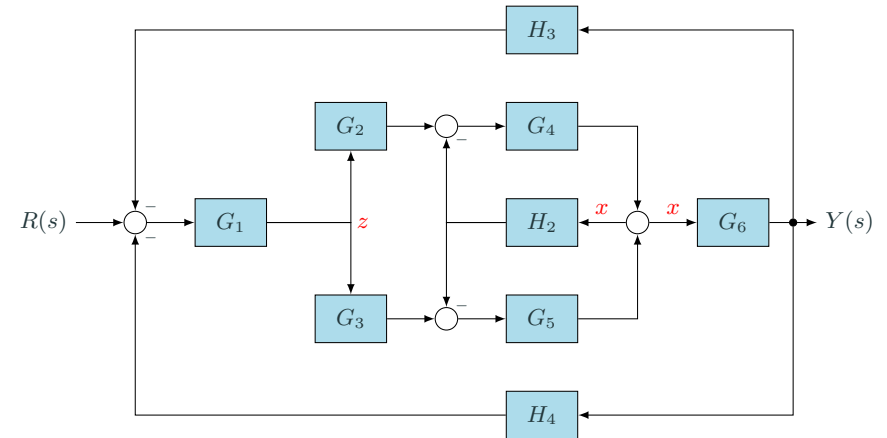 H₃
−
G₂
−
G₄
R(s)
−
−
G₁
z
H₂
x
x
G₆
Y(s)
G₃
−
G₅
H₄